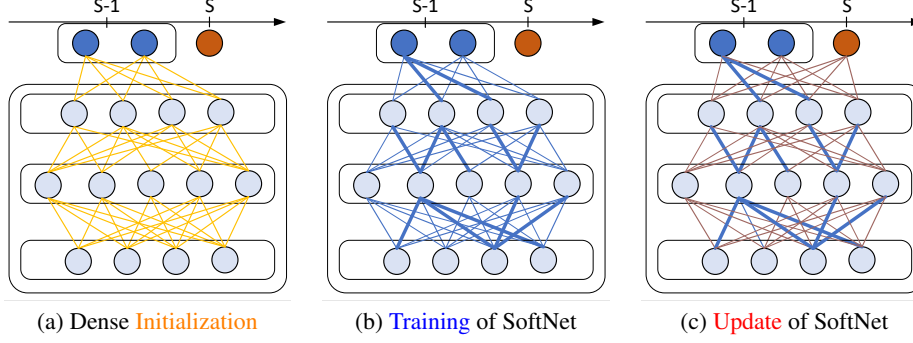 S-1 S
S-1 S
S-1 S
(a) Dense Initialization
(b) Training of SoftNet
(c) Update of SoftNet